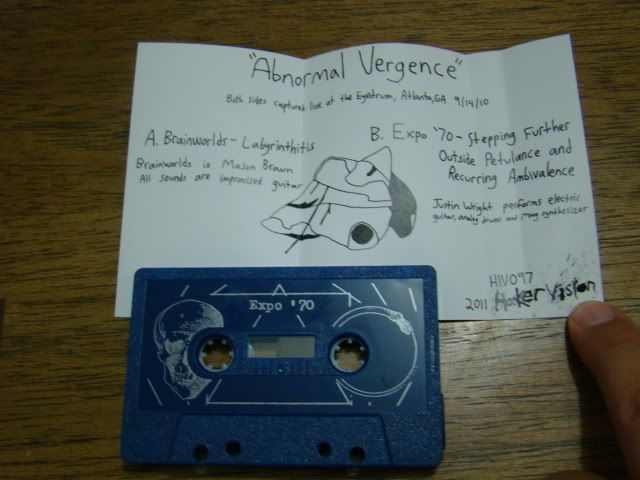 "Abnormal Vergence"
Both sides captured live at the Eyedrum, Atlanta, GA 9/14/10
A. Brainworlds - Labyrinthitis
Brainworlds is Mason Brown
All sounds are improvised guitar
B. Expo '70 - Stepping Further
Outside Petulance and
Recurring Ambivalence
Justin Wright performs electric
guitar, analog drums and Moog synthesizer
HIV097
2011 Hooker Vision
Expo '70